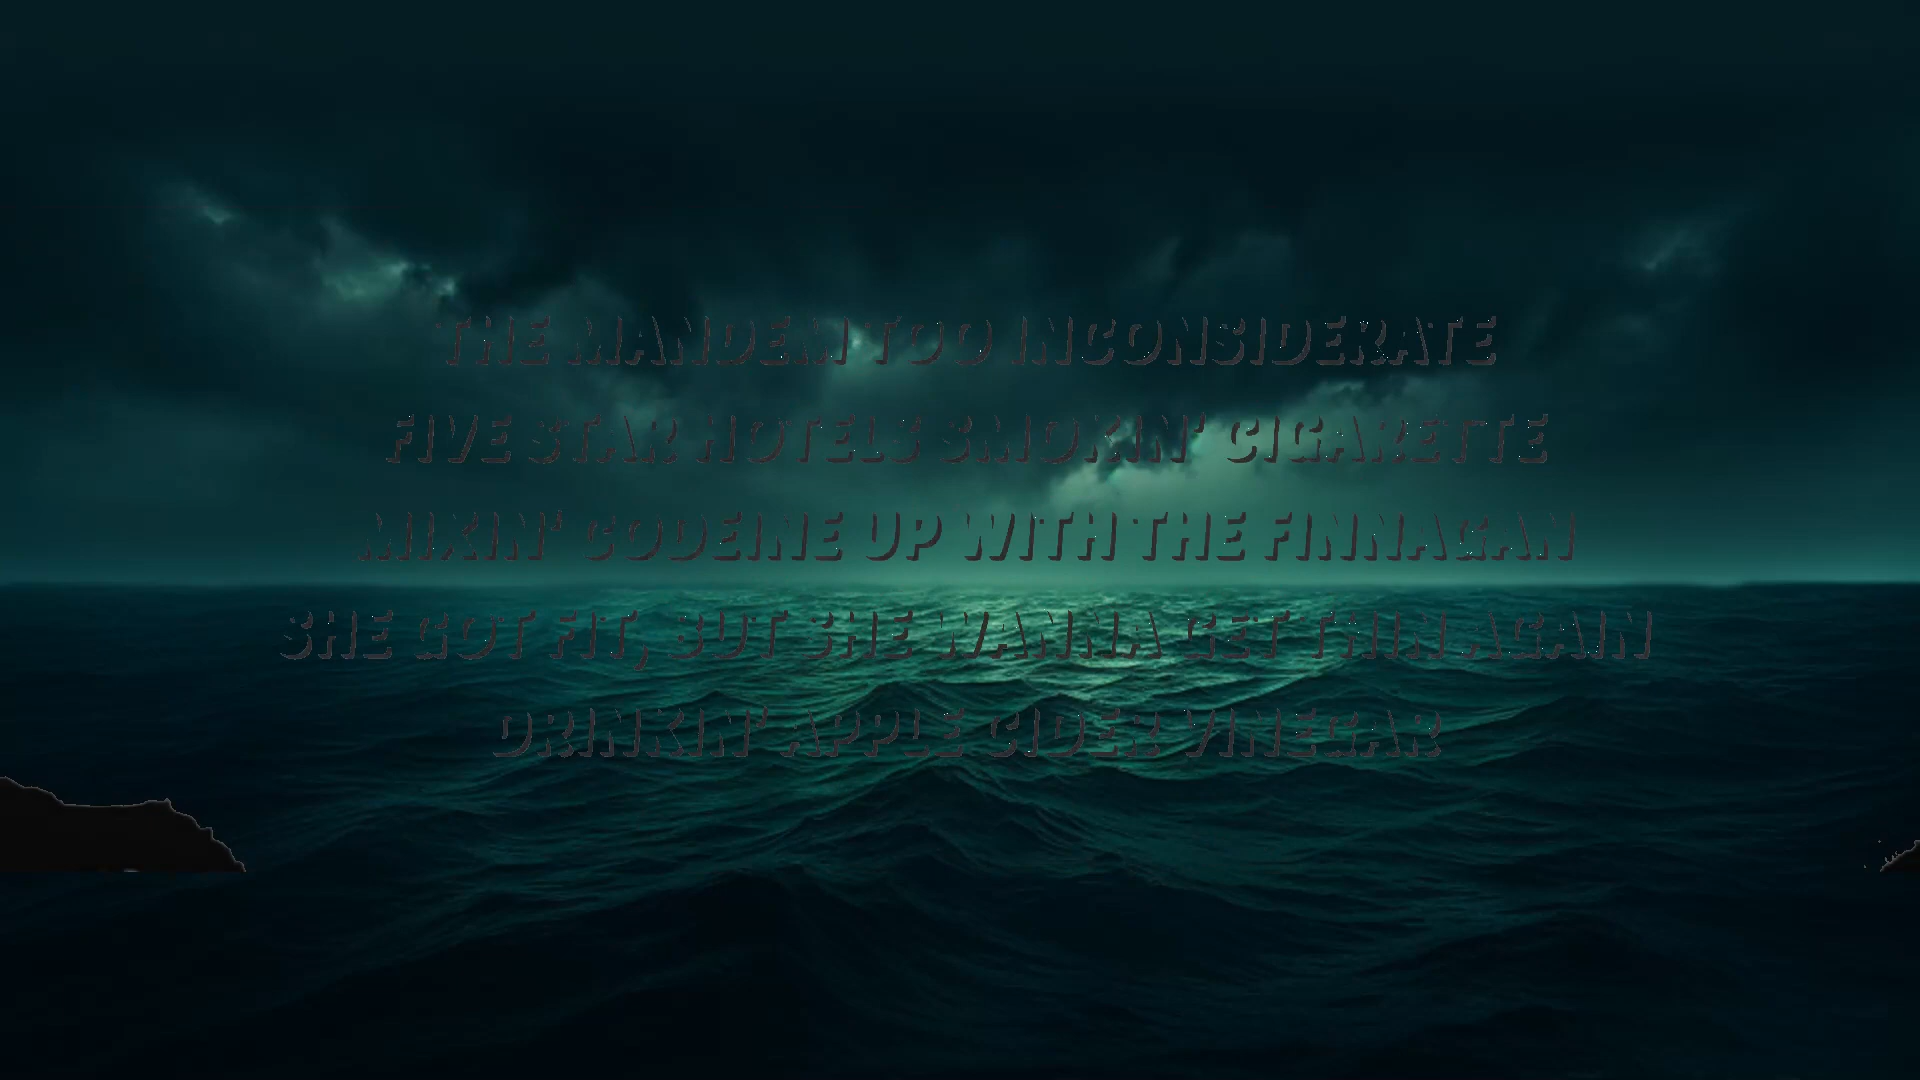 THE MANDEM TOO INCONSIDERATE
FIVE STAR HOTELS SMOKIN' CIGARETTE
MIXIN' CODEINE UP WITH THE FINNAGAN
SHE GOT FIT, BUT SHE WANNA GET THIN AGAIN
DRINKIN' APPLE CIDER VINEGAR